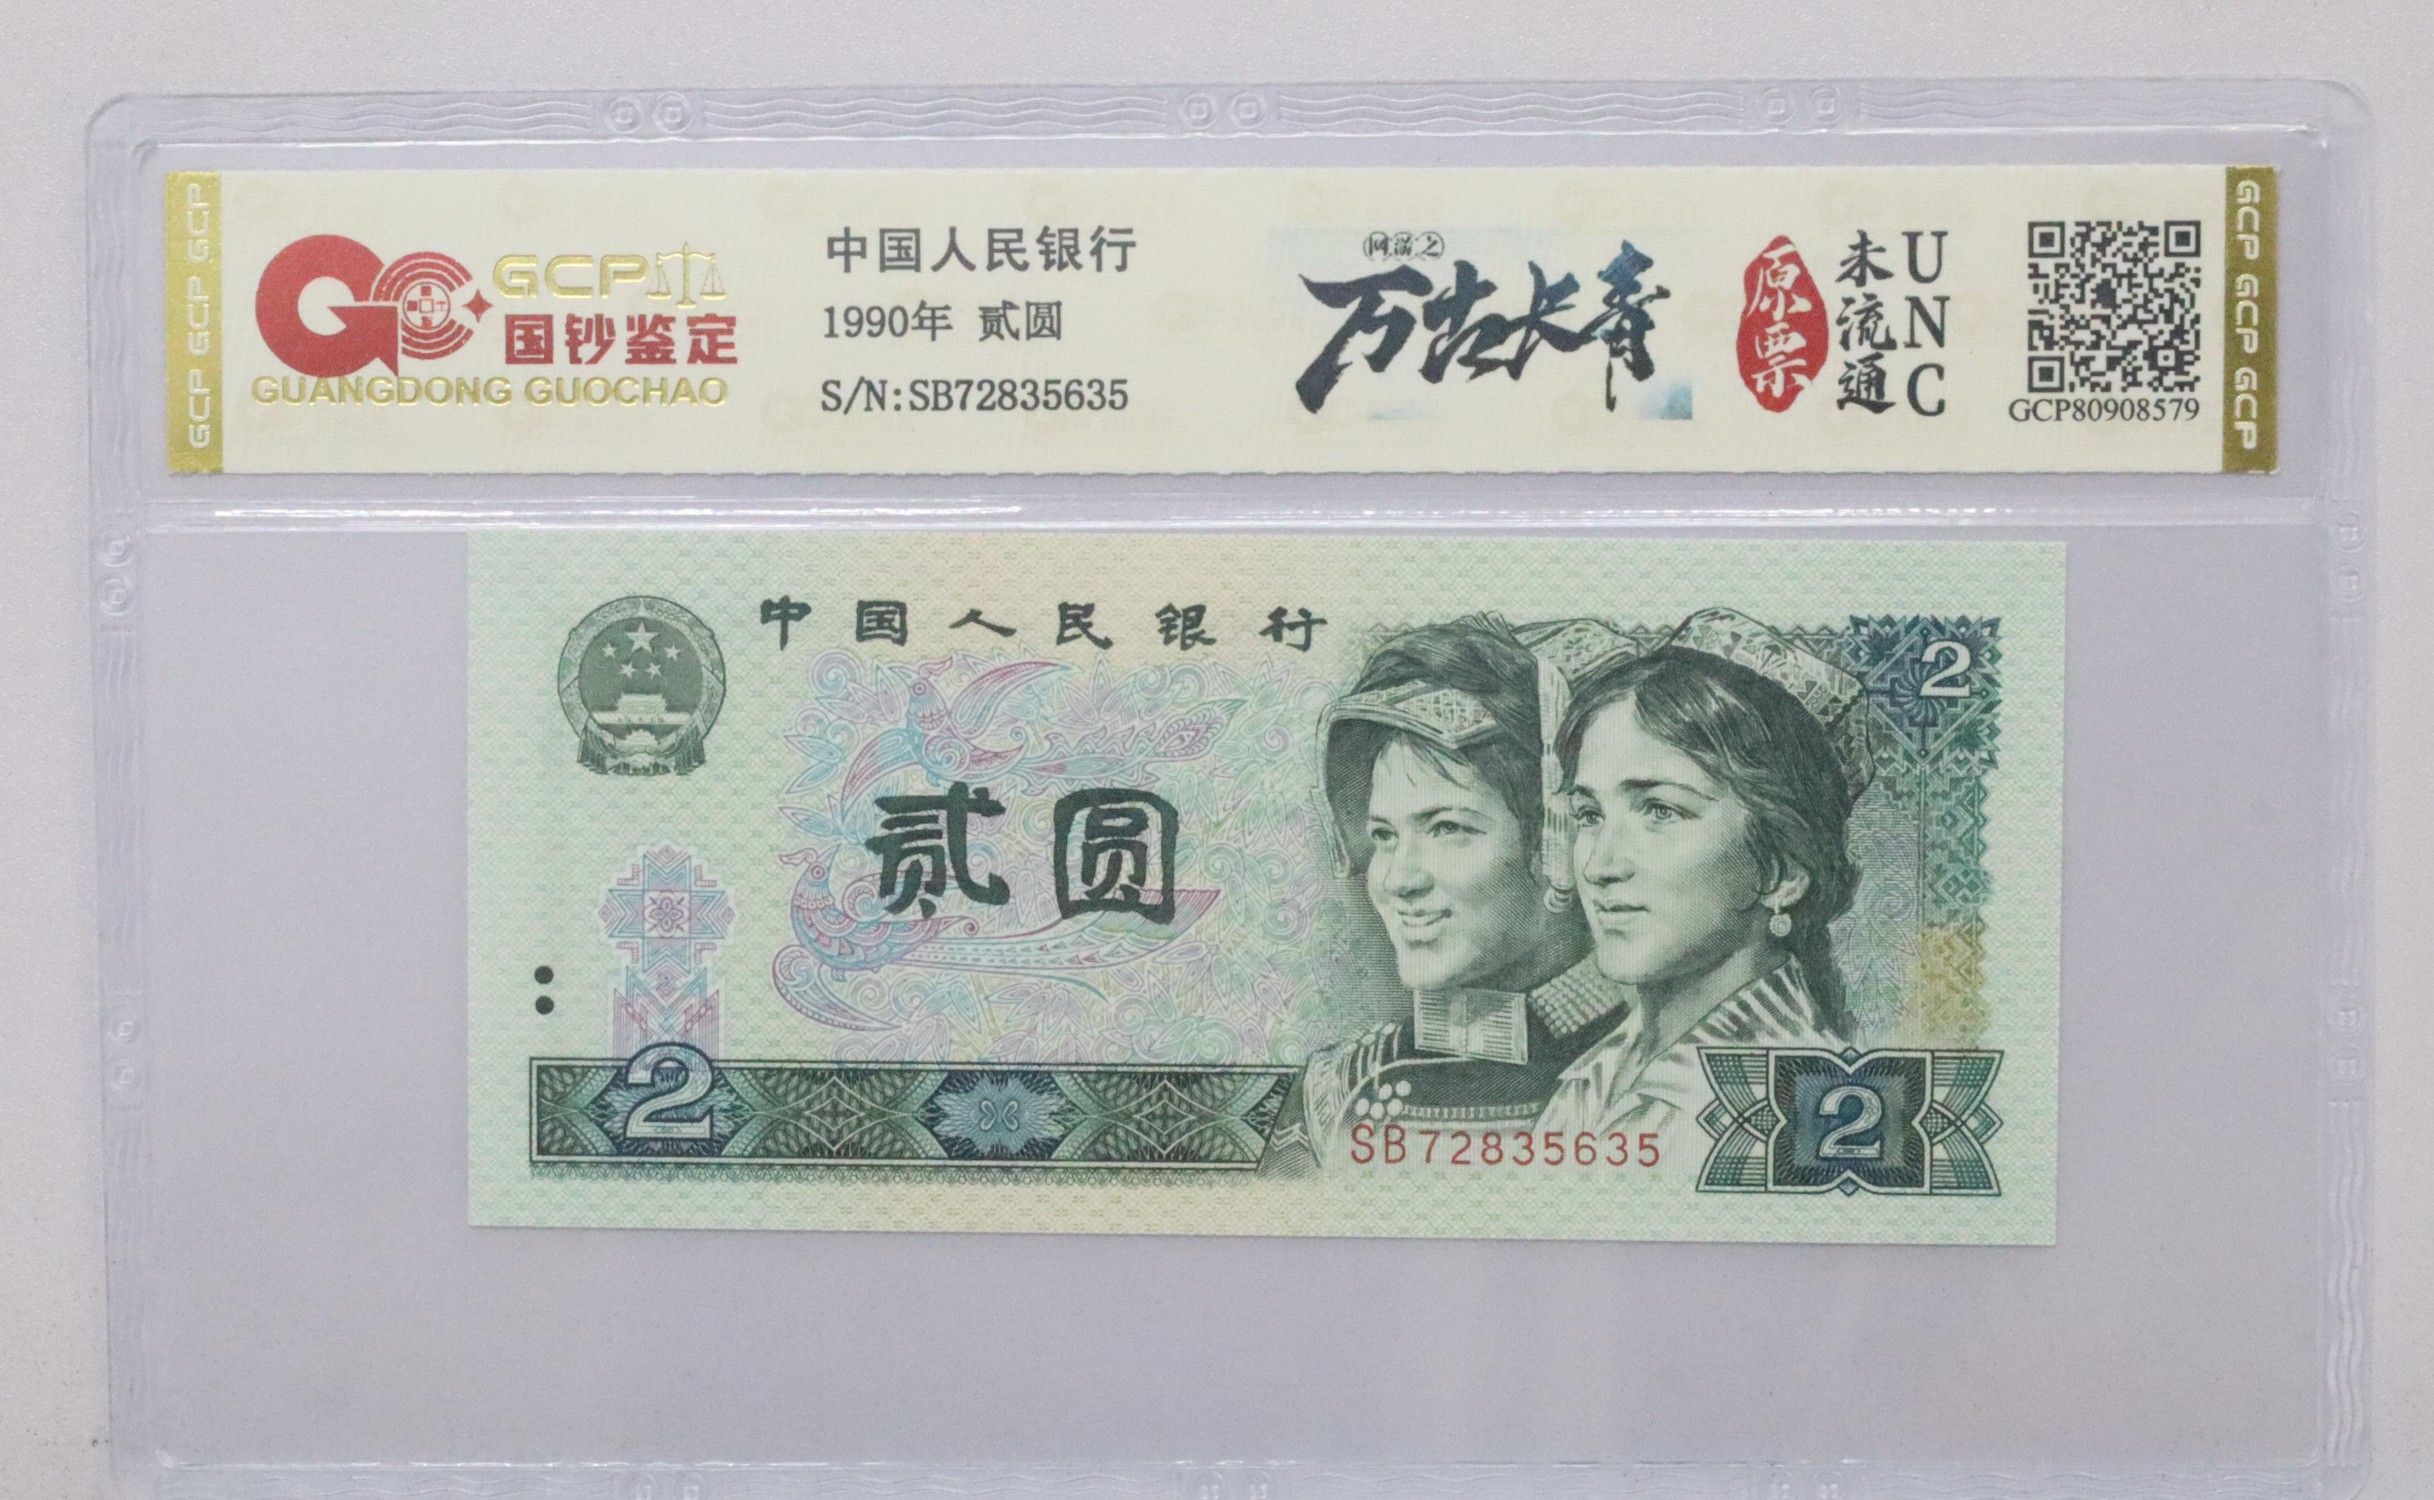 GCP GCP GCP
GCP
国钞鉴定
GUANGDONG GUOCHAO
中国人民银行
1990年 贰圆
S/N:SB72835635
万古长青
原票
未流通
UNC
GCP80908579
GCP GCP GCP
中国人民银行
2
贰圆
2
SB72835635
2